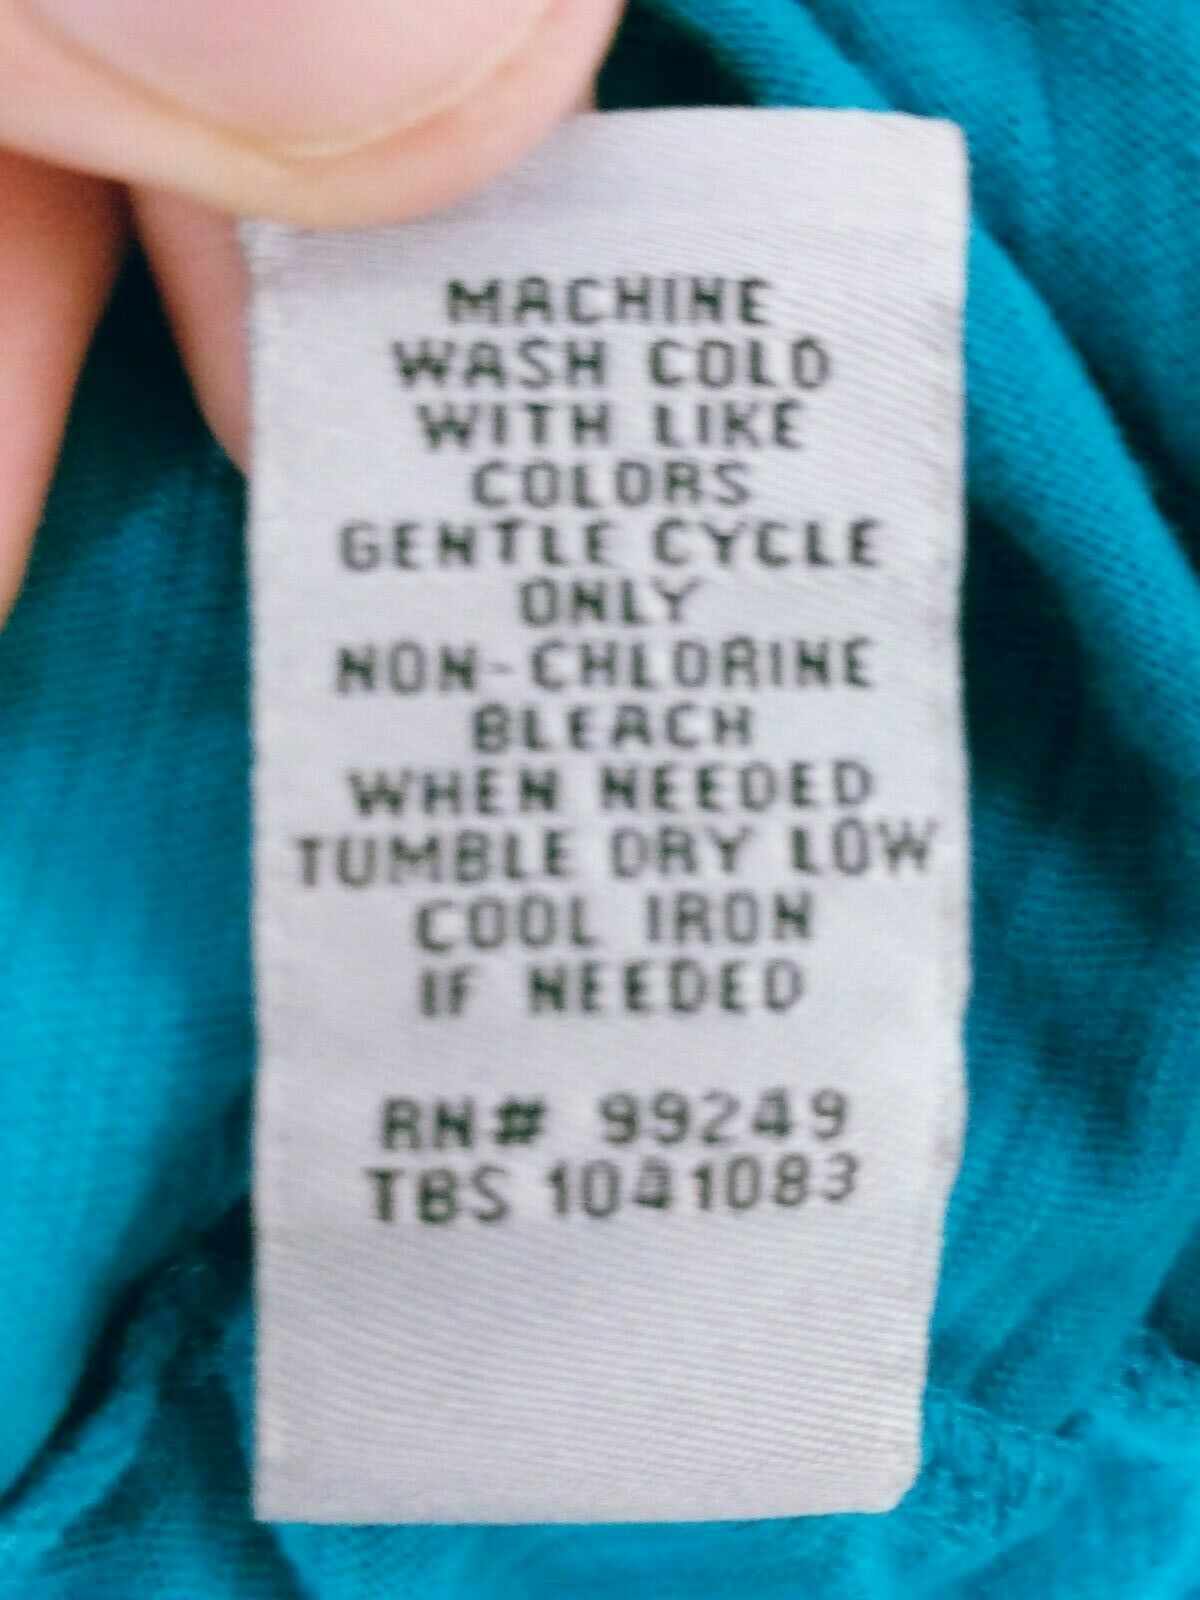 MACHINE
WASH COLD
WITH LIKE
COLORS
GENTLE CYCLE
ONLY
NON-CHLORINE
BLEACH
WHEN NEEDED
TUMBLE DRY LOW
COOL IRON
IF NEEDED
RN# 99249
TBS 1041083